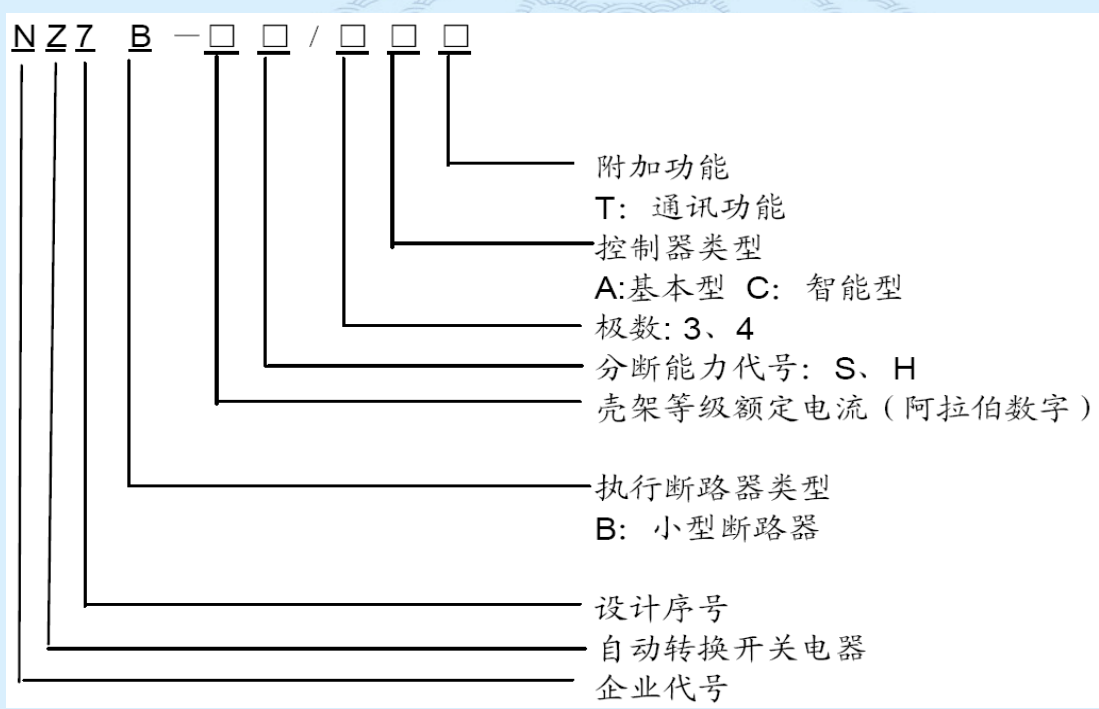 NZ7 B —□ □ / □ □ □
附加功能
T: 通讯功能
控制器类型
A:基本型 C: 智能型
极数: 3、4
分断能力代号: S、H
壳架等级额定电流（阿拉伯数字）
执行断路器类型
B: 小型断路器
设计序号
自动转换开关电器
企业代号